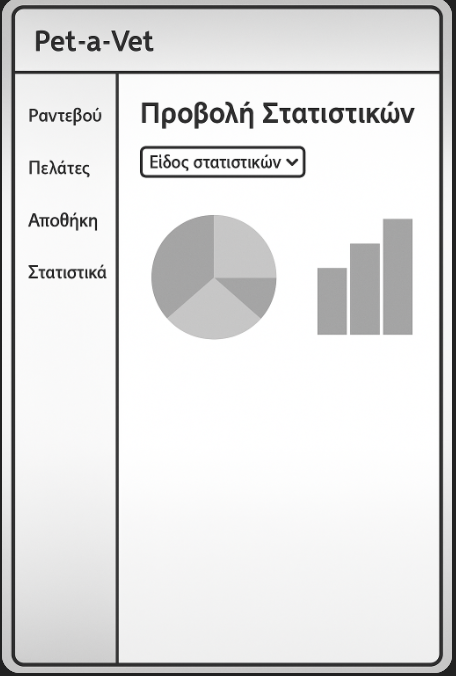 Pet-a-Vet
Ραντεβού
Πελάτες
Αποθήκη
Στατιστικά
Προβολή Στατιστικών
Είδος στατιστικών